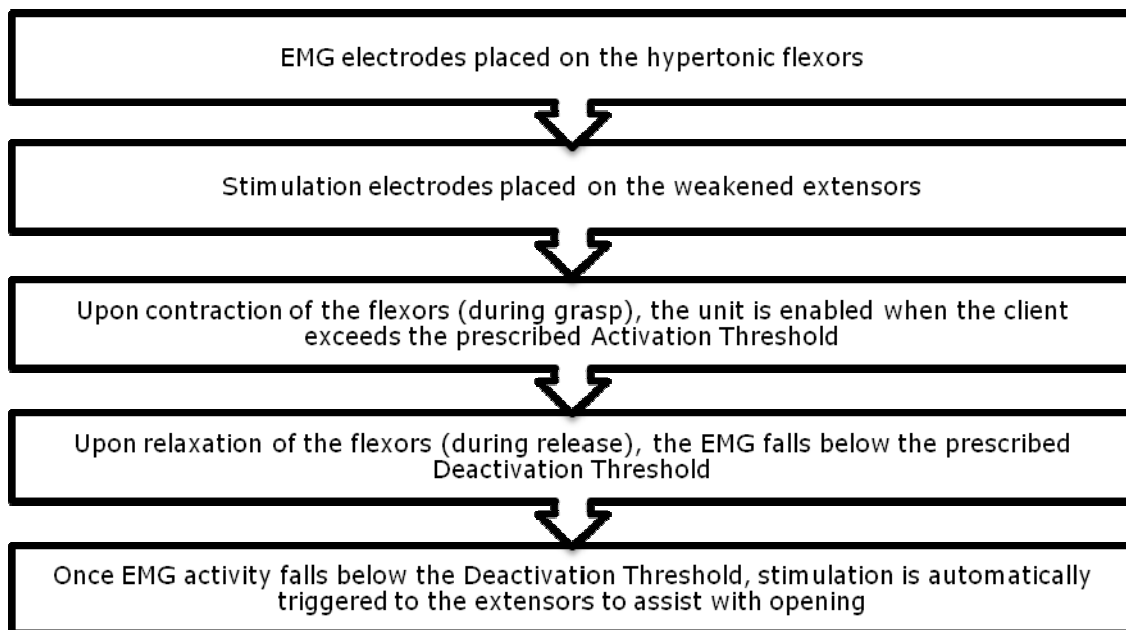 EMG electrodes placed on the hypertonic flexors
Stimulation electrodes placed on the weakened extensors
Upon contraction of the flexors (during grasp), the unit is enabled when the client
exceeds the prescribed Activation Threshold
Upon relaxation of the flexors (during release), the EMG falls below the prescribed
Deactivation Threshold
Once EMG activity falls below the Deactivation Threshold, stimulation is automatically
triggered to the extensors to assist with opening